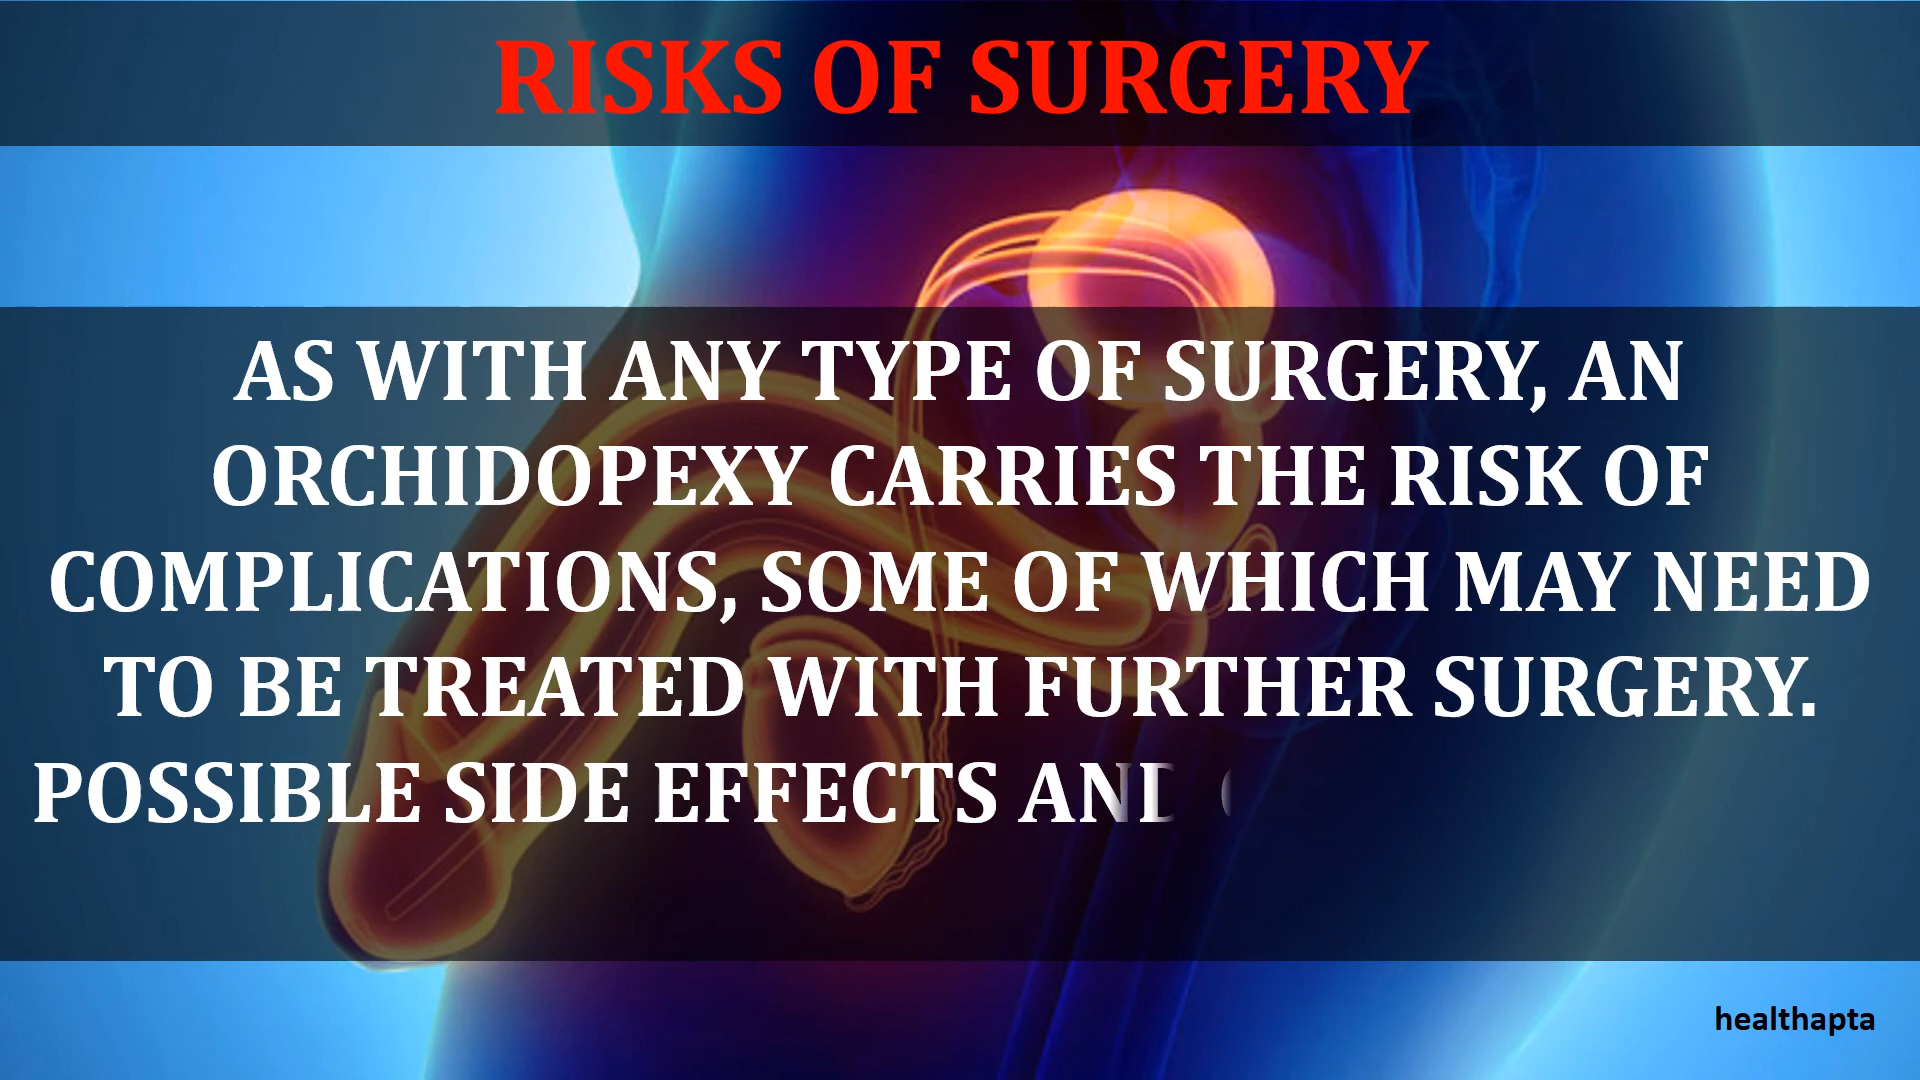 RISKS OF SURGERY
AS WITH ANY TYPE OF SURGERY, AN
ORCHIDOPEXY CARRIES THE RISK OF
COMPLICATIONS, SOME OF WHICH MAY NEED
TO BE TREATED WITH FURTHER SURGERY.
POSSIBLE SIDE EFFECTS AND
healthapta